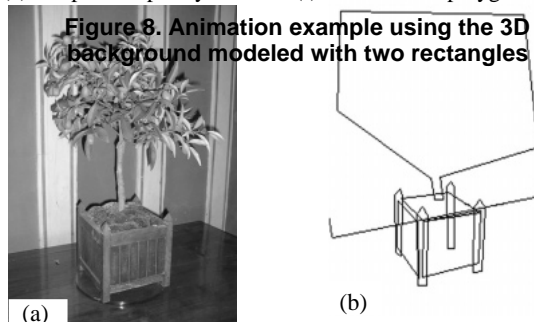 Figure 8. Animation example using the 3D
background modeled with two rectangles
(a)
(b)